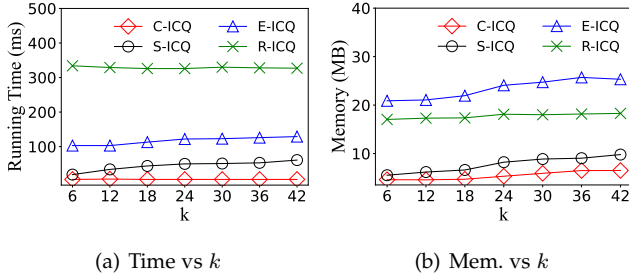 500
400
300
200
100
Running Time (ms)
C-ICQ
E-ICQ
S-ICQ
R-ICQ
6 12 18 24 30 36 42
k
(a) Time vs k
40
30
20
10
Memory (MB)
C-ICQ
E-ICQ
S-ICQ
R-ICQ
6 12 18 24 30 36 42
k
(b) Mem. vs k